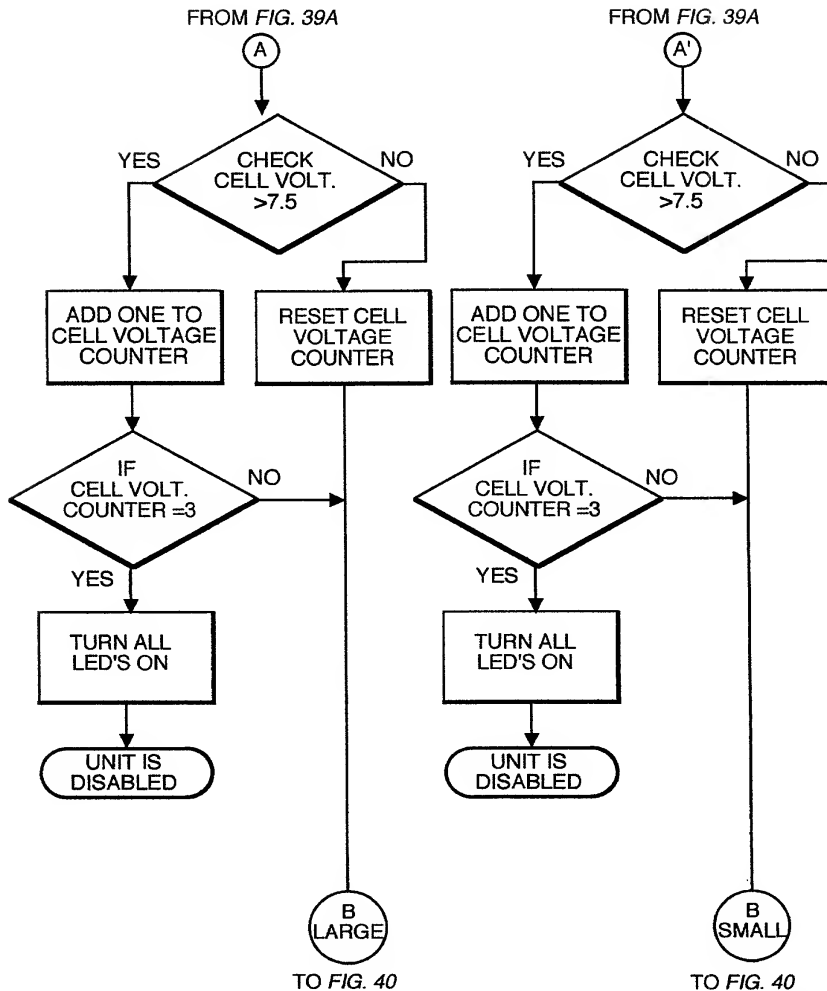 FROM FIG. 39A
A
CHECK
CELL VOLT.
>7.5
YES
NO
ADD ONE TO
CELL VOLTAGE
COUNTER
RESET CELL
VOLTAGE
COUNTER
IF
CELL VOLT.
COUNTER =3
NO
YES
TURN ALL
LED'S ON
UNIT IS
DISABLED
B
LARGE
TO FIG. 40
FROM FIG. 39A
A'
CHECK
CELL VOLT.
>7.5
YES
NO
ADD ONE TO
CELL VOLTAGE
COUNTER
RESET CELL
VOLTAGE
COUNTER
IF
CELL VOLT.
COUNTER =3
NO
YES
TURN ALL
LED'S ON
UNIT IS
DISABLED
B
SMALL
TO FIG. 40